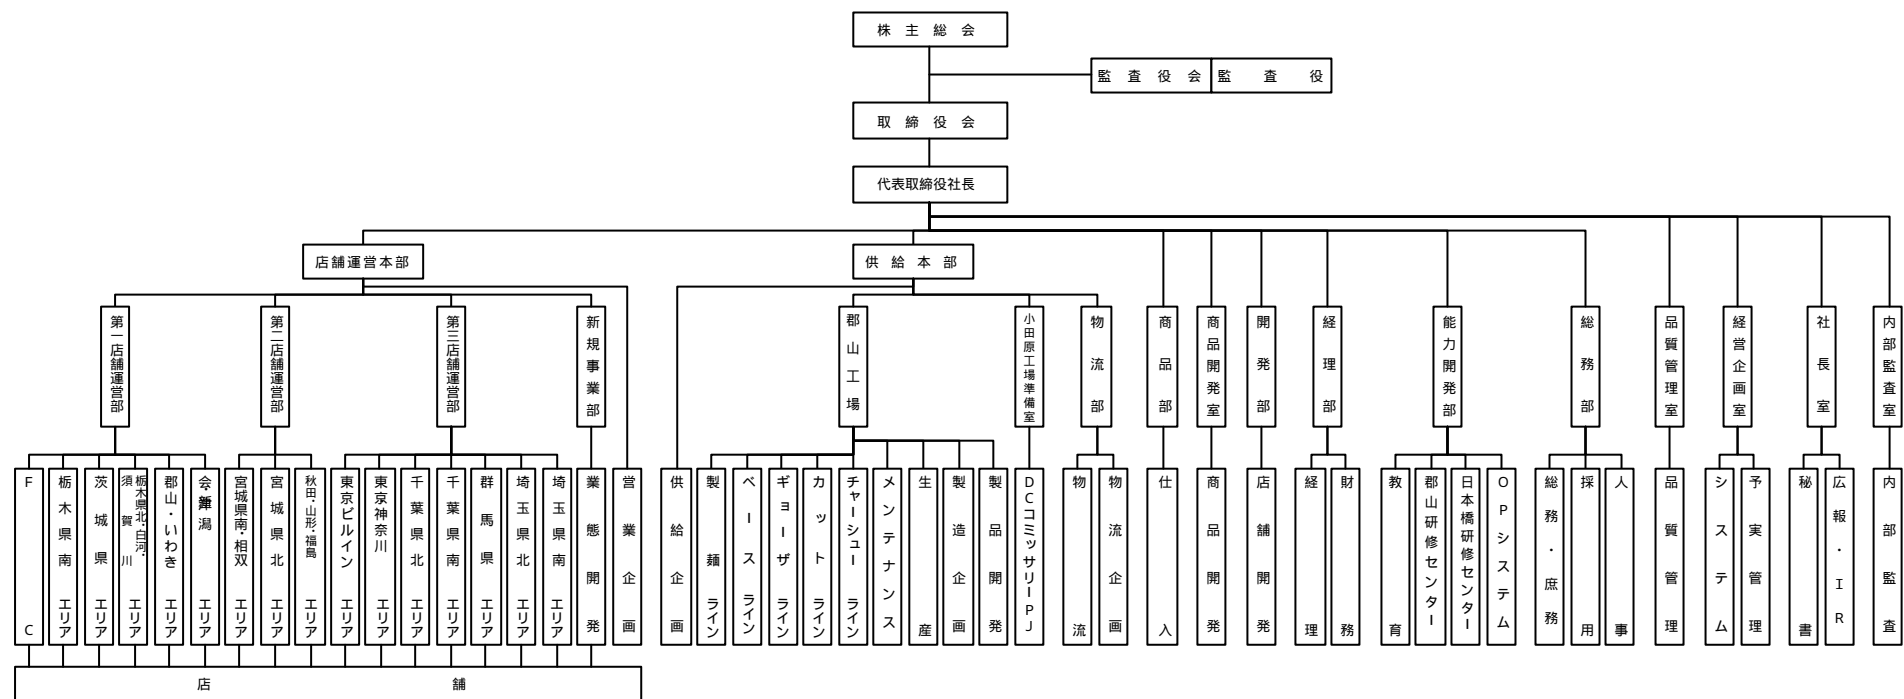 株主総会
監査役会
監査役
取締役会
代表取締役社長
店舗運営本部
供給本部
第一店舗運営部
第二店舗運営部
第三店舗運営部
新規事業部
郡山工場
小田原工場準備室
物流部
商品部
商品開発室
開発部
経理部
能力開発部
総務部
品質管理室
経営企画室
社長室
内部監査室
FC
栃木県南エリア
茨城県エリア
栃木県北・白河・
須賀川エリア
郡山・いわきエリア
会津・新潟エリア
宮城県南・相双エリア
宮城県北エリア
秋田・山形・福島エリア
東京ビルインエリア
東京神奈川エリア
千葉県北エリア
千葉県南エリア
群馬県エリア
埼玉県北エリア
埼玉県南エリア
業態開発
営業企画
供給企画
製麺ライン
ベースライン
ギョーザライン
カットライン
チャーシューライン
メンテナンス
生産
製造企画
製品開発
DCコミッサリーPJ
物流
物流企画
仕入
商品開発
店舗開発
経理
財務
教育
郡山研修センター
日本橋研修センター
OPシステム
総務・庶務
採用
人事
品質管理
システム
予実管理
秘書
広報・IR
内部監査
店舗